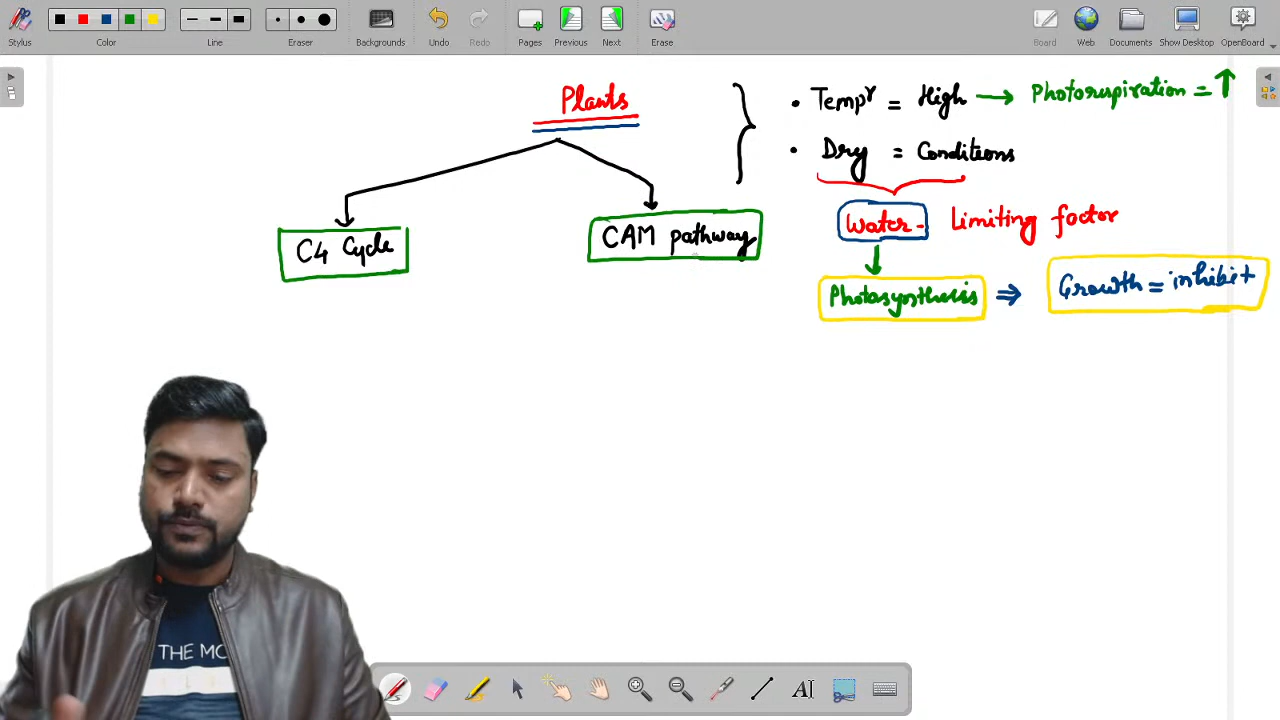 Stylus
Color
Line
Eraser
Backgrounds
Undo
Redo
Pages
Previous
Next
Erase
Board
Web
Documents
Show Desktop
OpenBoard
Plants
C4 Cycle
CAM pathway
• Tempr = High → Photorespiration = ↑
• Dry = Conditions
Water - Limiting factor
Photosynthesis ⇒ Growth = inhibit
THE MO